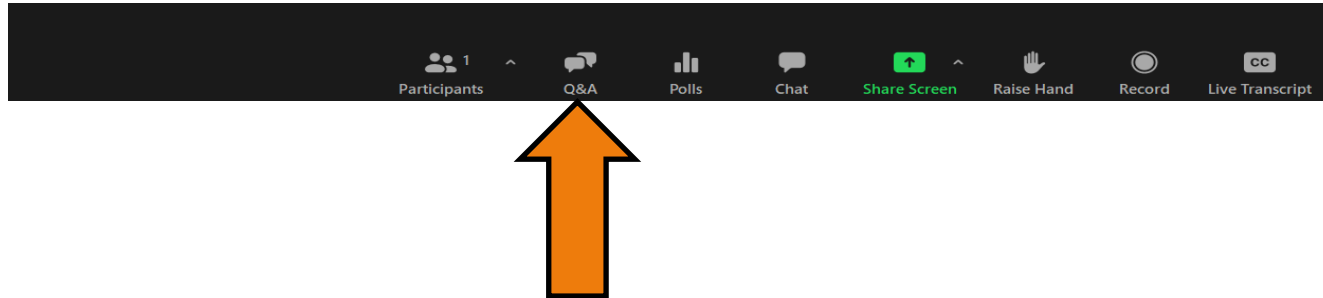 1
Participants
Q&A
Polls
Chat
Share Screen
Raise Hand
Record
CC
Live Transcript